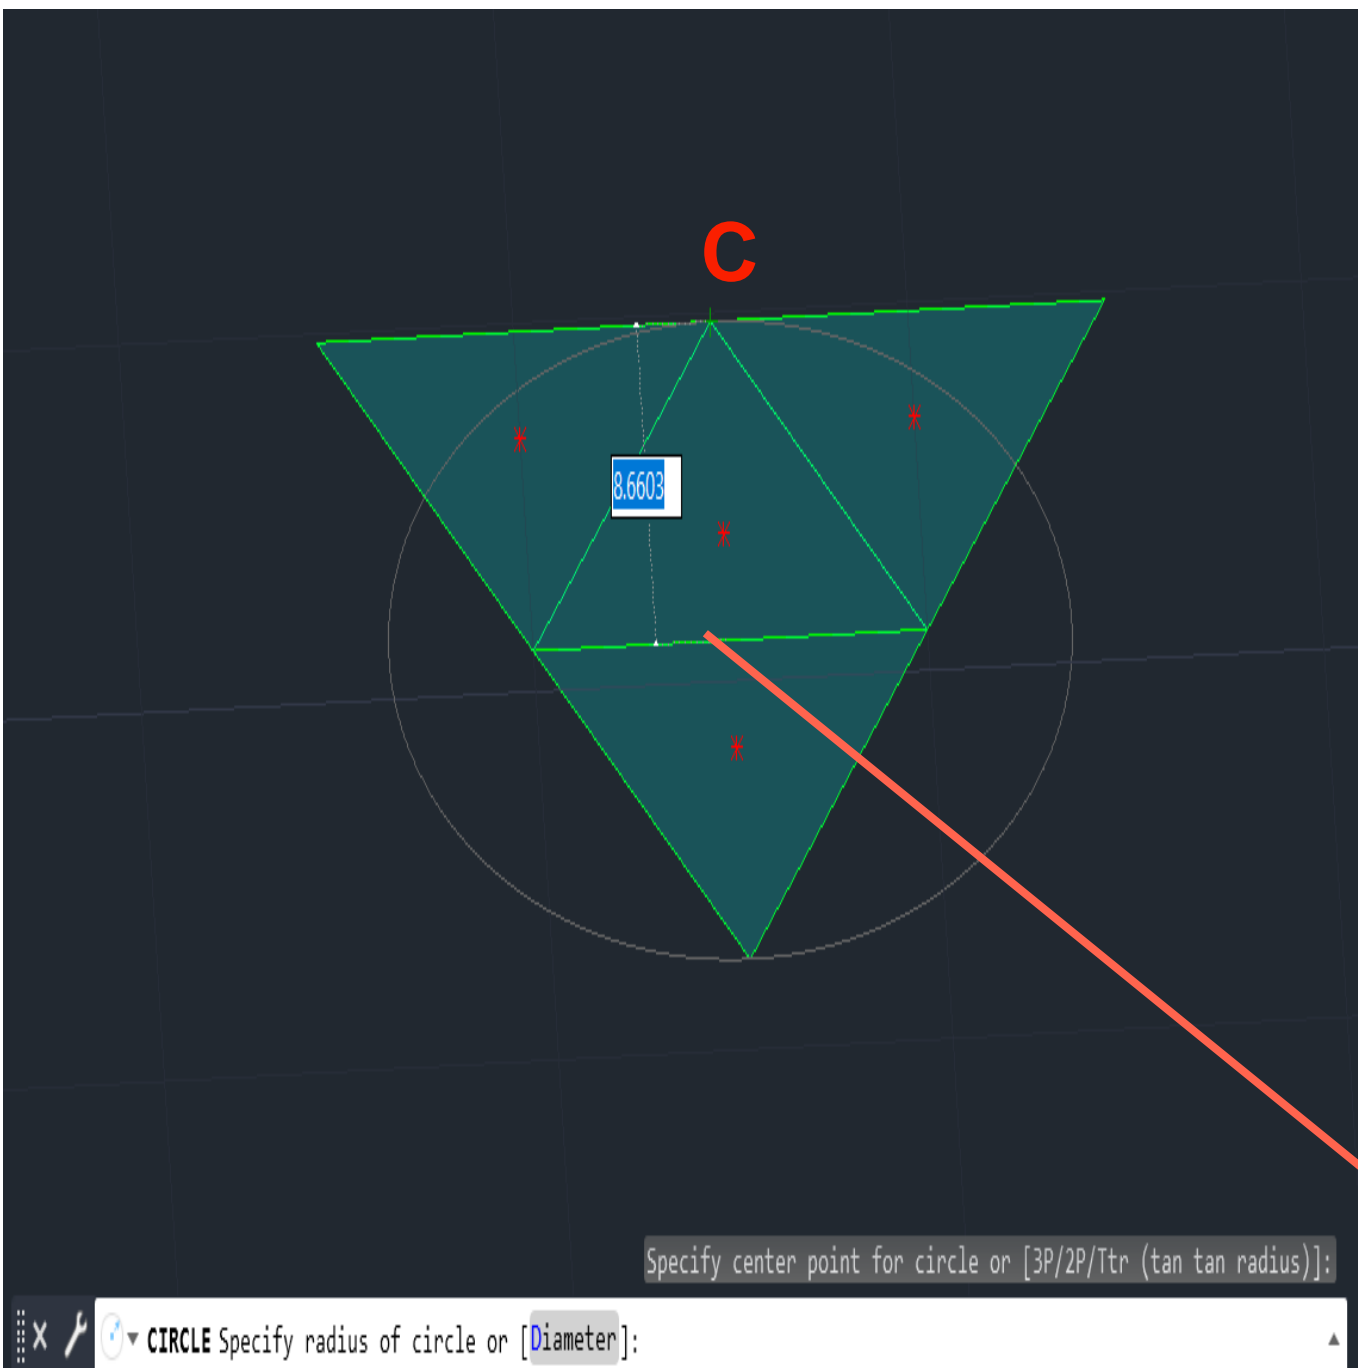 C
8.6603
Specify center point for circle or [3P/2P/Ttr (tan tan radius)]:
CIRCLE Specify radius of circle or [Diameter]: